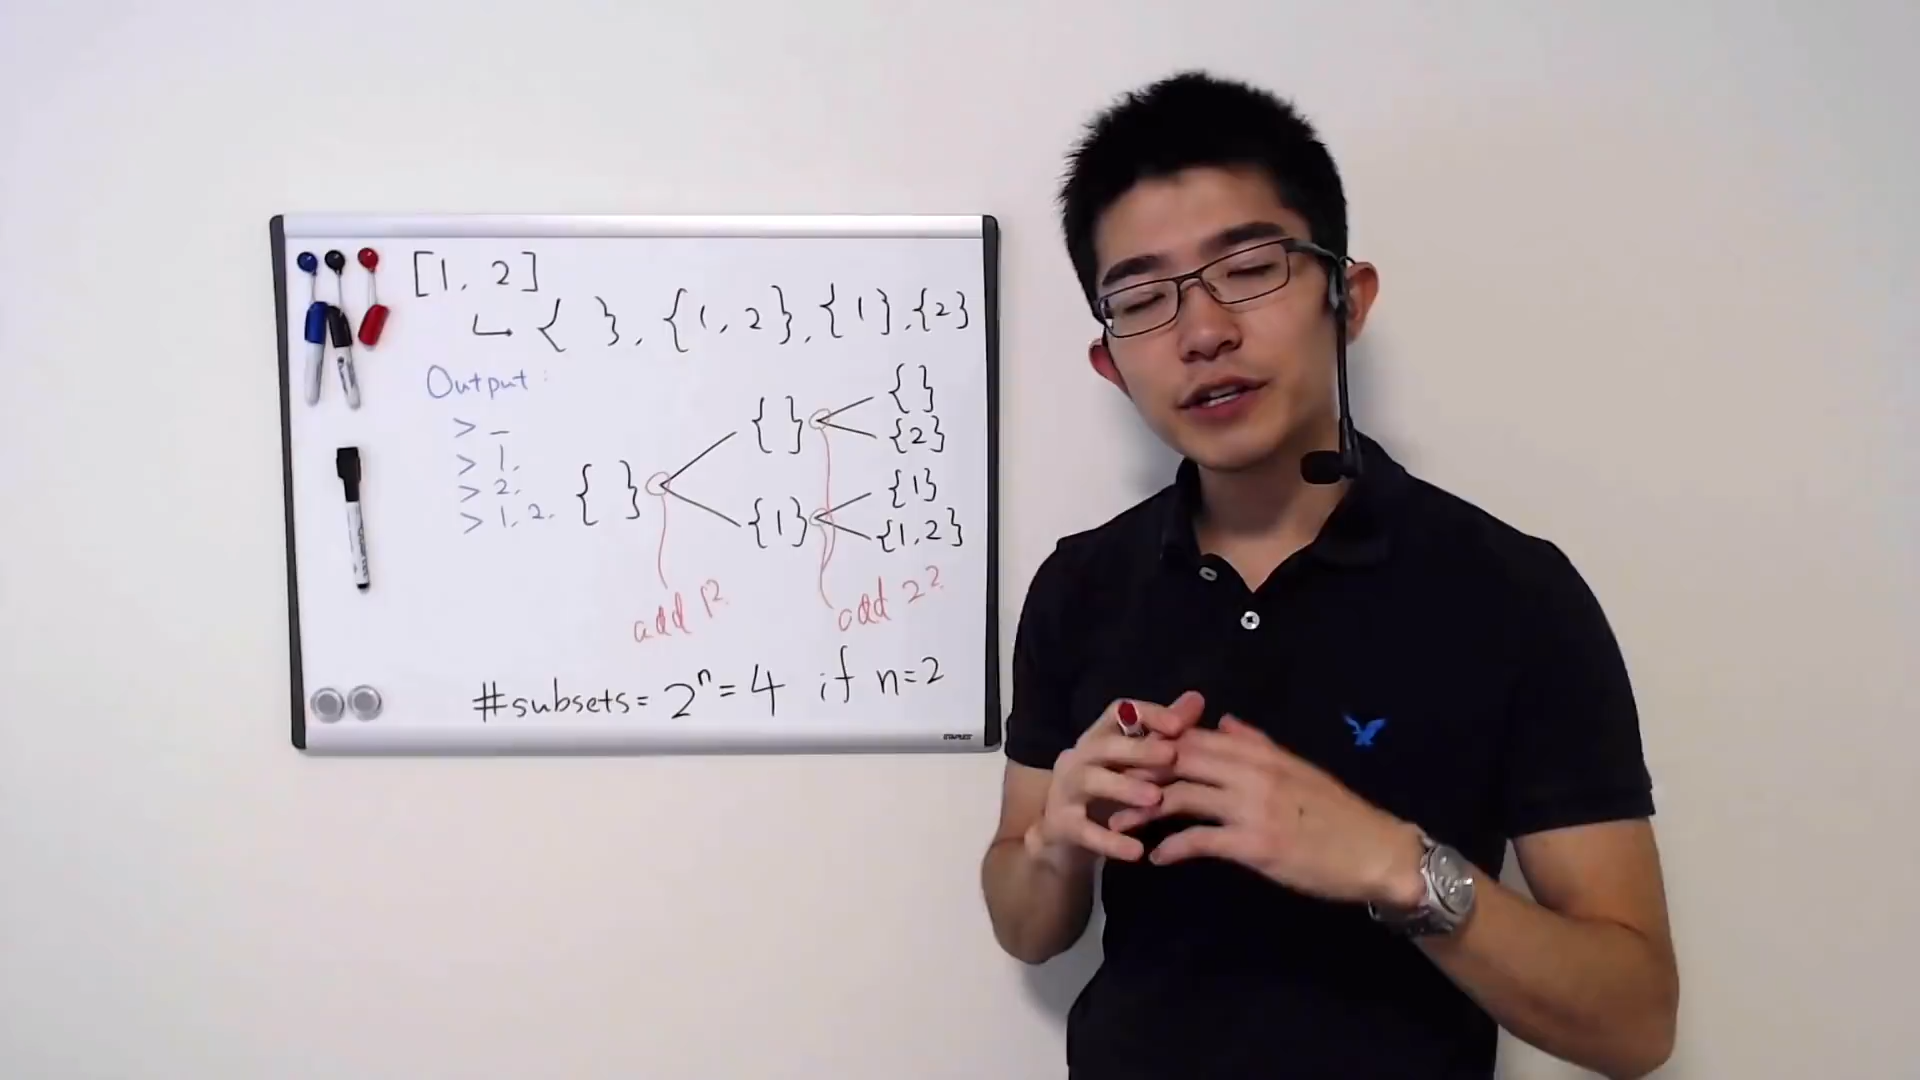 [1, 2]
↳ { }, {1, 2}, {1}, {2}
Output:
> _
> 1,
> 2,
> 1, 2,
{ }
{ }
{1}
{ }
{2}
{1}
{1, 2}
add 1?
add 2?
#subsets = 2ⁿ = 4 if n=2
STAPLES